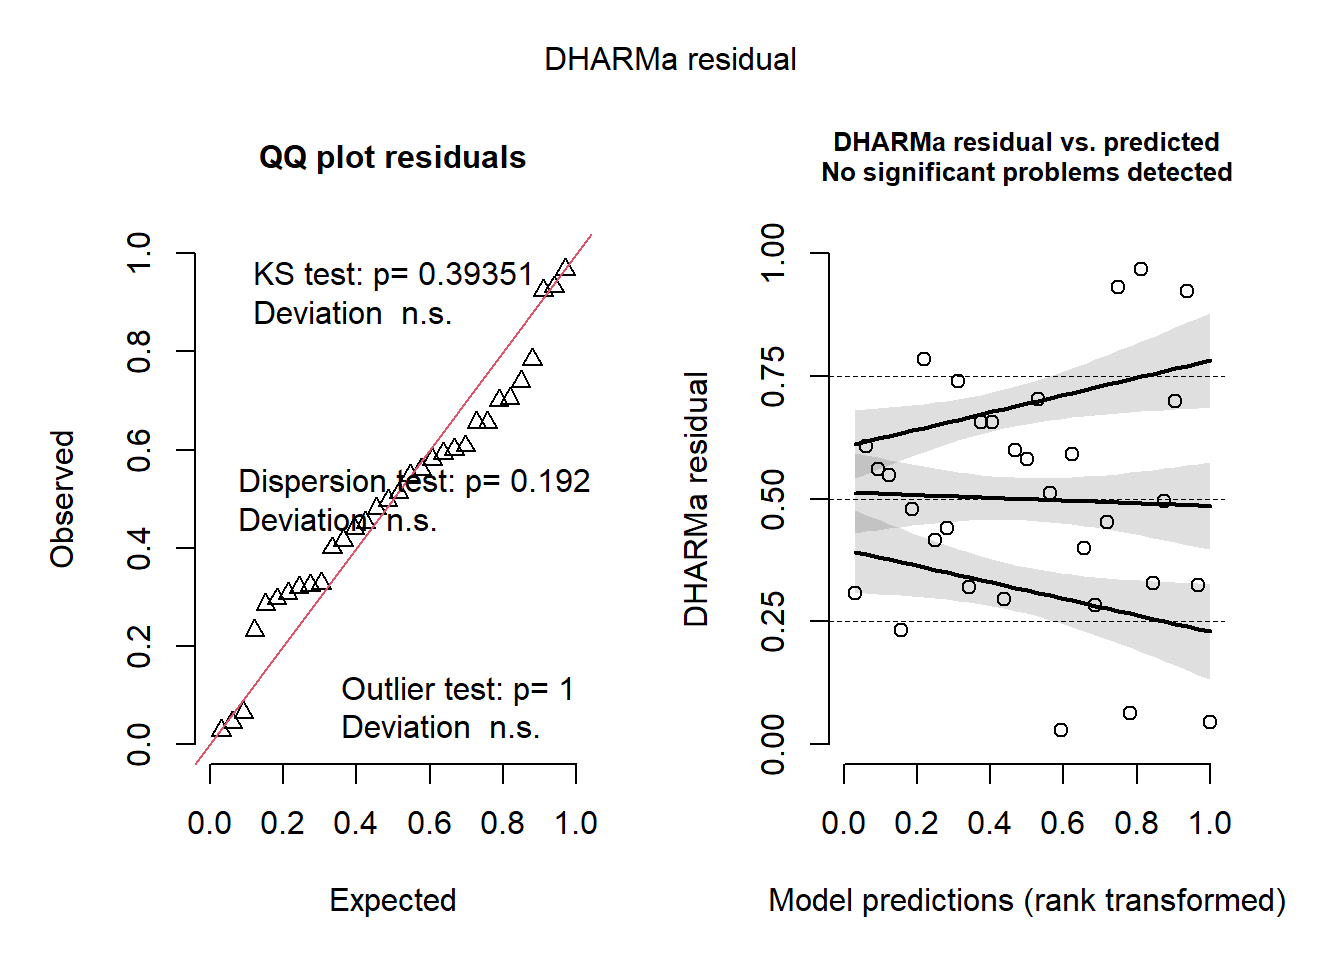 DHARMa residual
QQ plot residuals
KS test: p= 0.39351
Deviation  n.s.
Dispersion test: p= 0.192
Deviation  n.s.
Outlier test: p= 1
Deviation  n.s.
Observed
0.0
0.2
0.4
0.6
0.8
1.0
0.0 0.2 0.4 0.6 0.8 1.0
Expected
DHARMa residual vs. predicted
No significant problems detected
DHARMa residual
0.00
0.25
0.50
0.75
1.00
0.0 0.2 0.4 0.6 0.8 1.0
Model predictions (rank transformed)